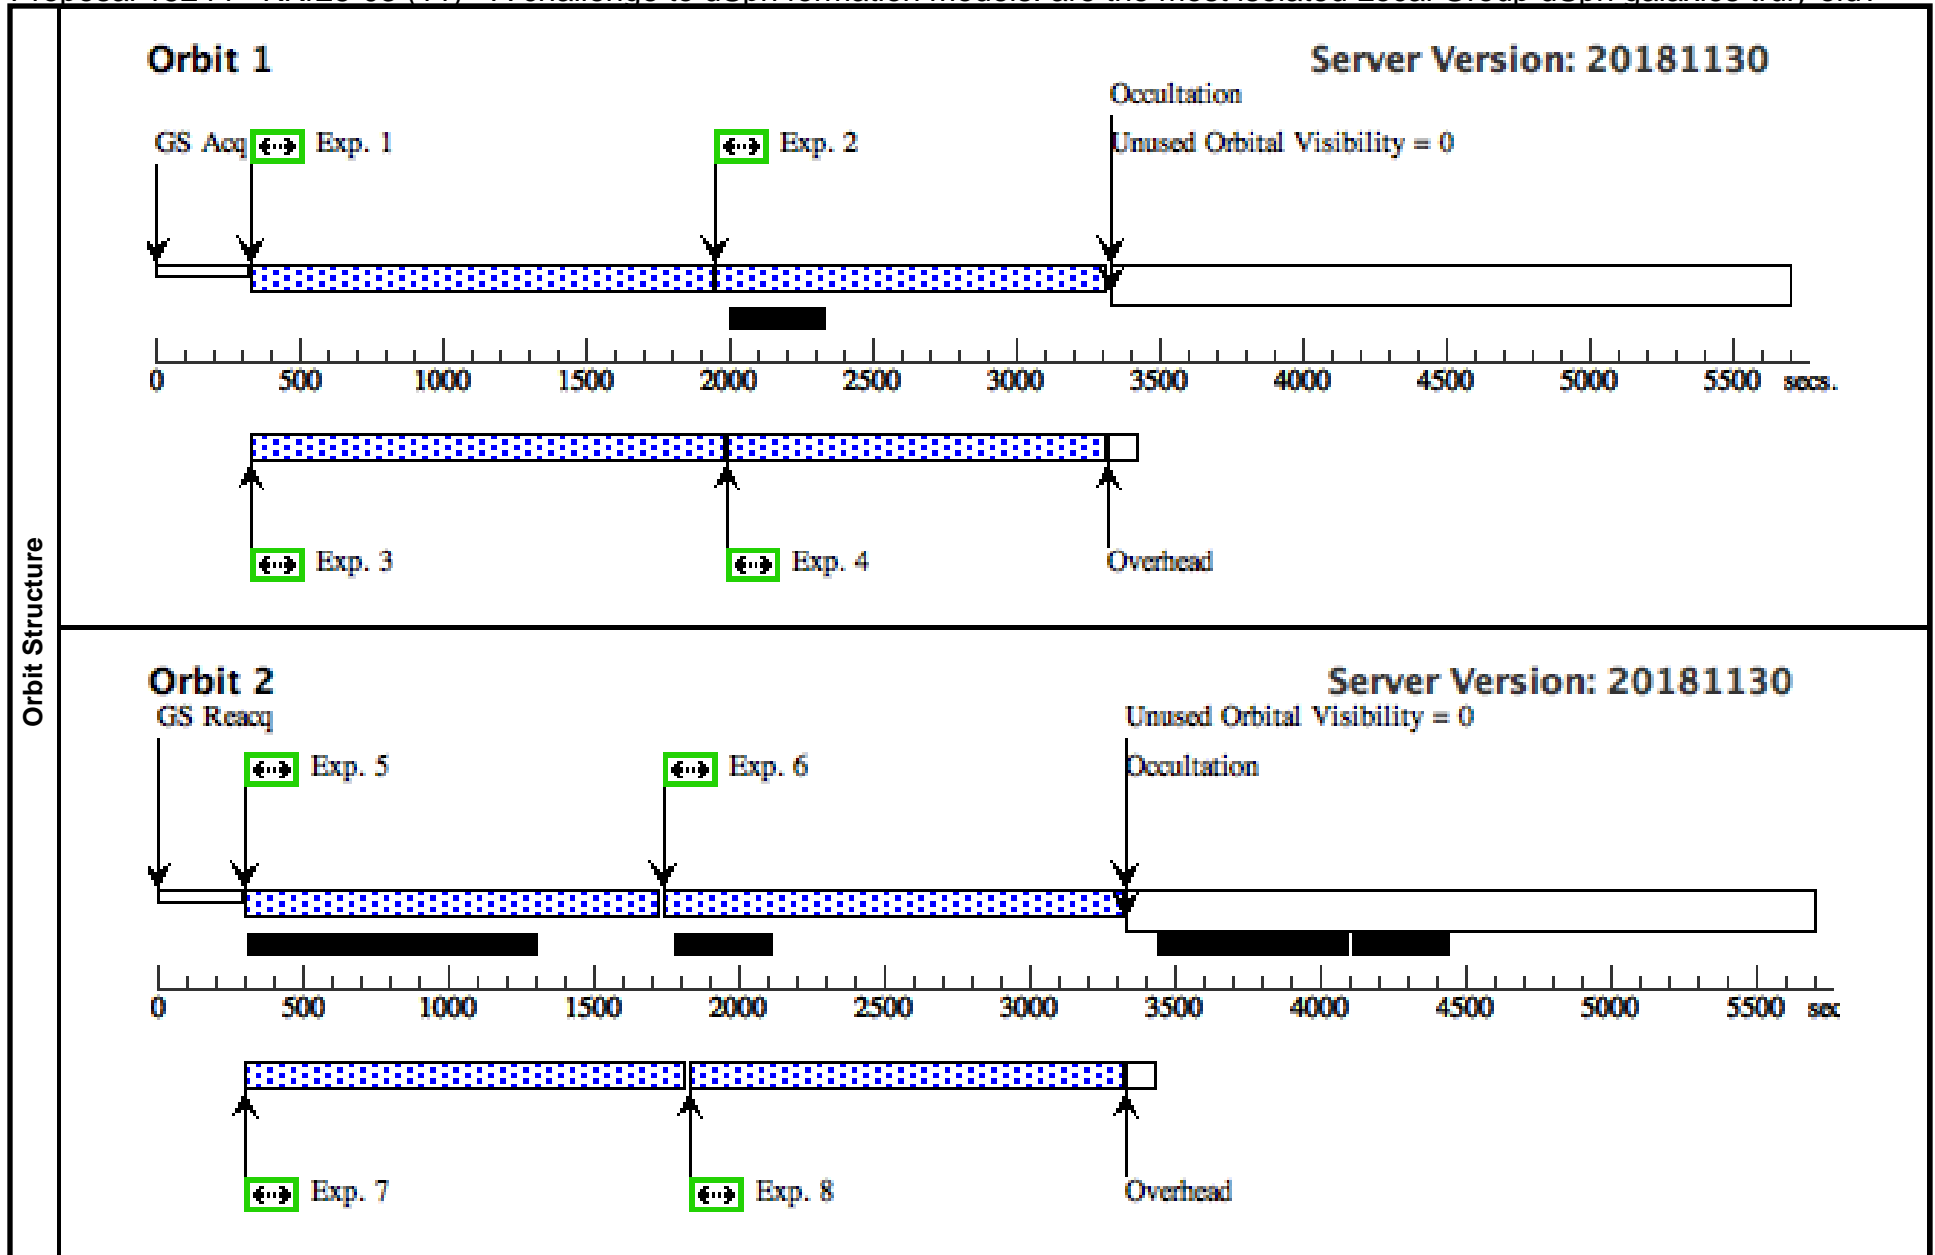 Orbit 1
Server Version: 20181130
Occultation
GS Acq Exp. 1 Exp. 2 Unused Orbital Visibility = 0
0 500 1000 1500 2000 2500 3000 3500 4000 4500 5000 5500 secs.
Exp. 3 Exp. 4 Overhead
Orbit Structure
Orbit 2
Server Version: 20181130
GS Reacq Unused Orbital Visibility = 0
Exp. 5 Exp. 6 Occultation
0 500 1000 1500 2000 2500 3000 3500 4000 4500 5000 5500 sec
Exp. 7 Exp. 8 Overhead